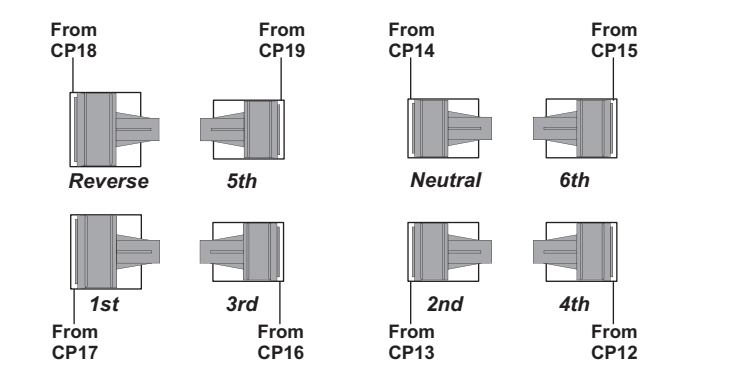 From
CP18
From
CP19
From
CP14
From
CP15
Reverse
5th
Neutral
6th
1st
3rd
2nd
4th
From
CP17
From
CP16
From
CP13
From
CP12